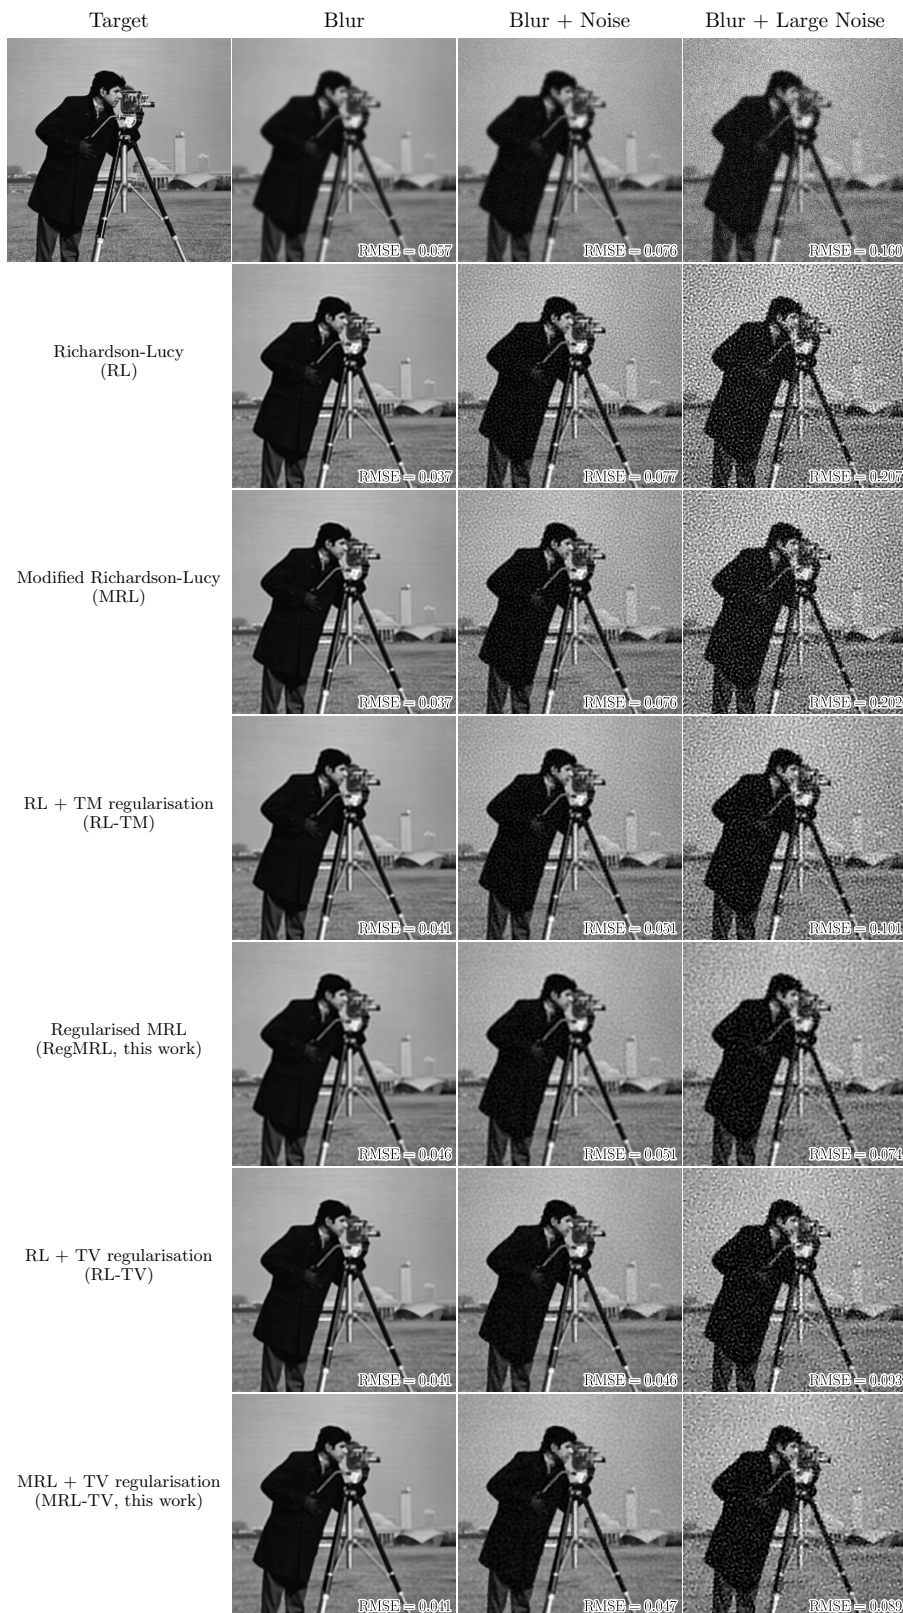 Target Blur Blur + Noise Blur + Large Noise
RMSE = 0.057 RMSE = 0.076 RMSE = 0.160
Richardson-Lucy
(RL)
RMSE = 0.037 RMSE = 0.077 RMSE = 0.207
Modified Richardson-Lucy
(MRL)
RMSE = 0.037 RMSE = 0.076 RMSE = 0.202
RL + TM regularisation
(RL-TM)
RMSE = 0.041 RMSE = 0.051 RMSE = 0.101
Regularised MRL
(RegMRL, this work)
RMSE = 0.046 RMSE = 0.051 RMSE = 0.074
RL + TV regularisation
(RL-TV)
RMSE = 0.041 RMSE = 0.046 RMSE = 0.093
MRL + TV regularisation
(MRL-TV, this work)
RMSE = 0.041 RMSE = 0.047 RMSE = 0.089